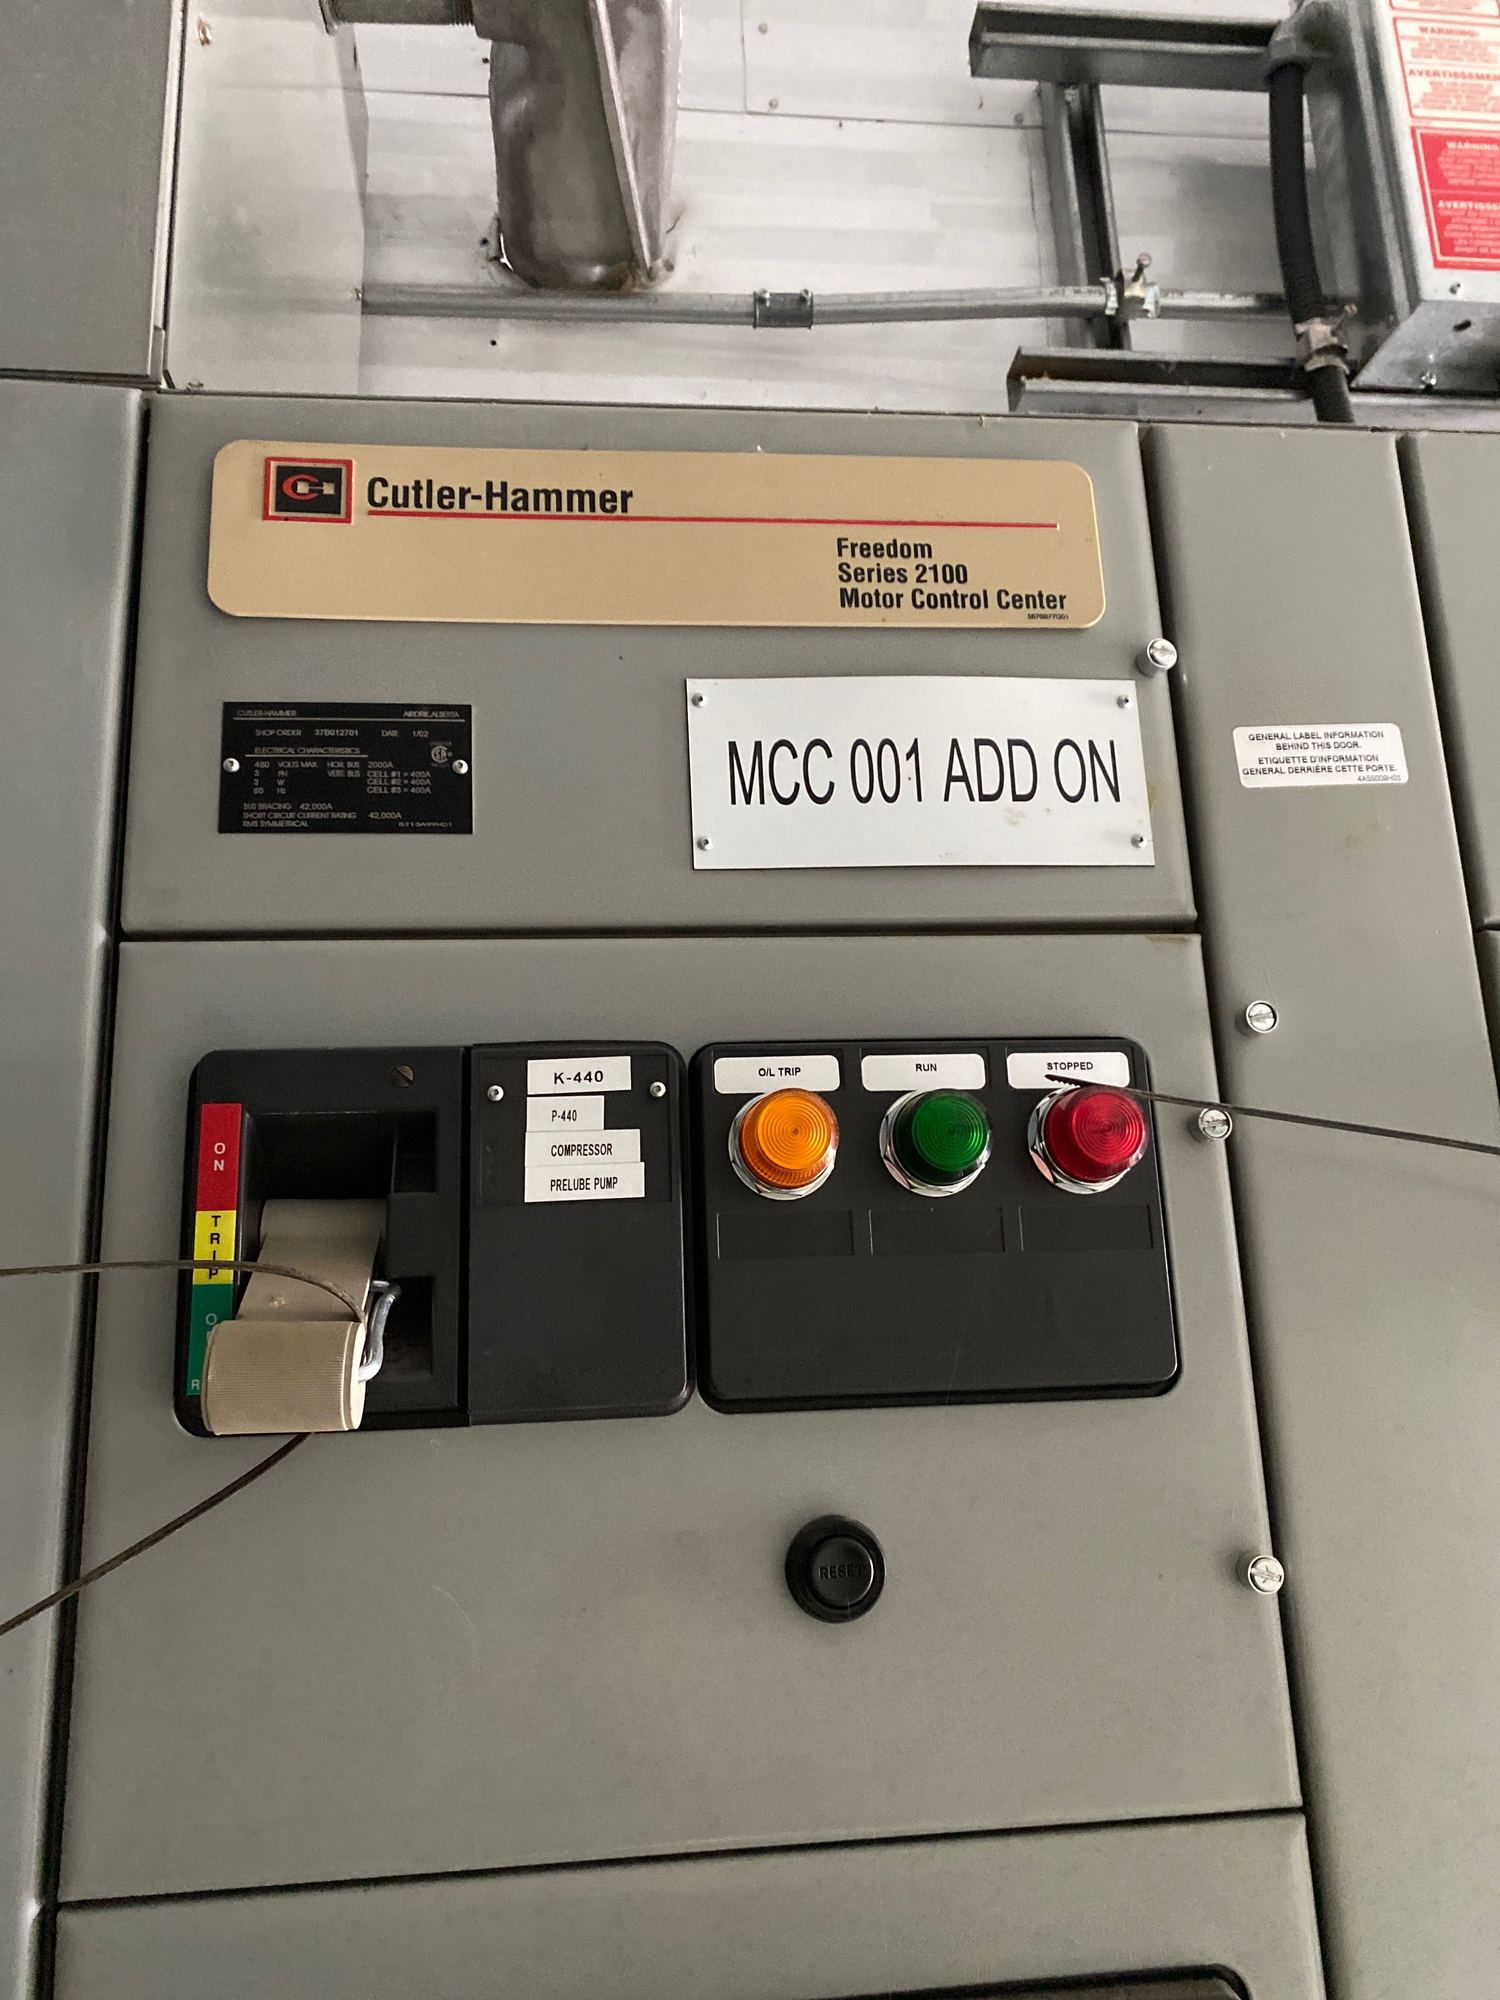 WARNING:
AVERTISSEMENT
WARNING
AVERTISSE
Cutler-Hammer
Freedom
Series 2100
Motor Control Center
CUTLER-HAMMER AIRDRIE, ALBERTA
SHOP ORDER 37B012701 DATE 1/02
ELECTRICAL CHARACTERISTICS
480 VOLTS MAX. HOR. BUS 2000A
3 PH VERT. BUS CELL #1 = 400A
3 W CELL #2 = 400A
60 Hz CELL #3 = 400A
BUS BRACING 42,000A
SHORT CIRCUIT CURRENT RATING 42,000A
RMS SYMMETRICAL
MCC 001 ADD ON
GENERAL LABEL INFORMATION
BEHIND THIS DOOR.
ETIQUETTE D'INFORMATION
GENERAL DERRIÈRE CETTE PORTE.
ON
TRIP
O
R
K-440
P-440
COMPRESSOR
PRELUBE PUMP
O/L TRIP
RUN
STOPPED
RESET